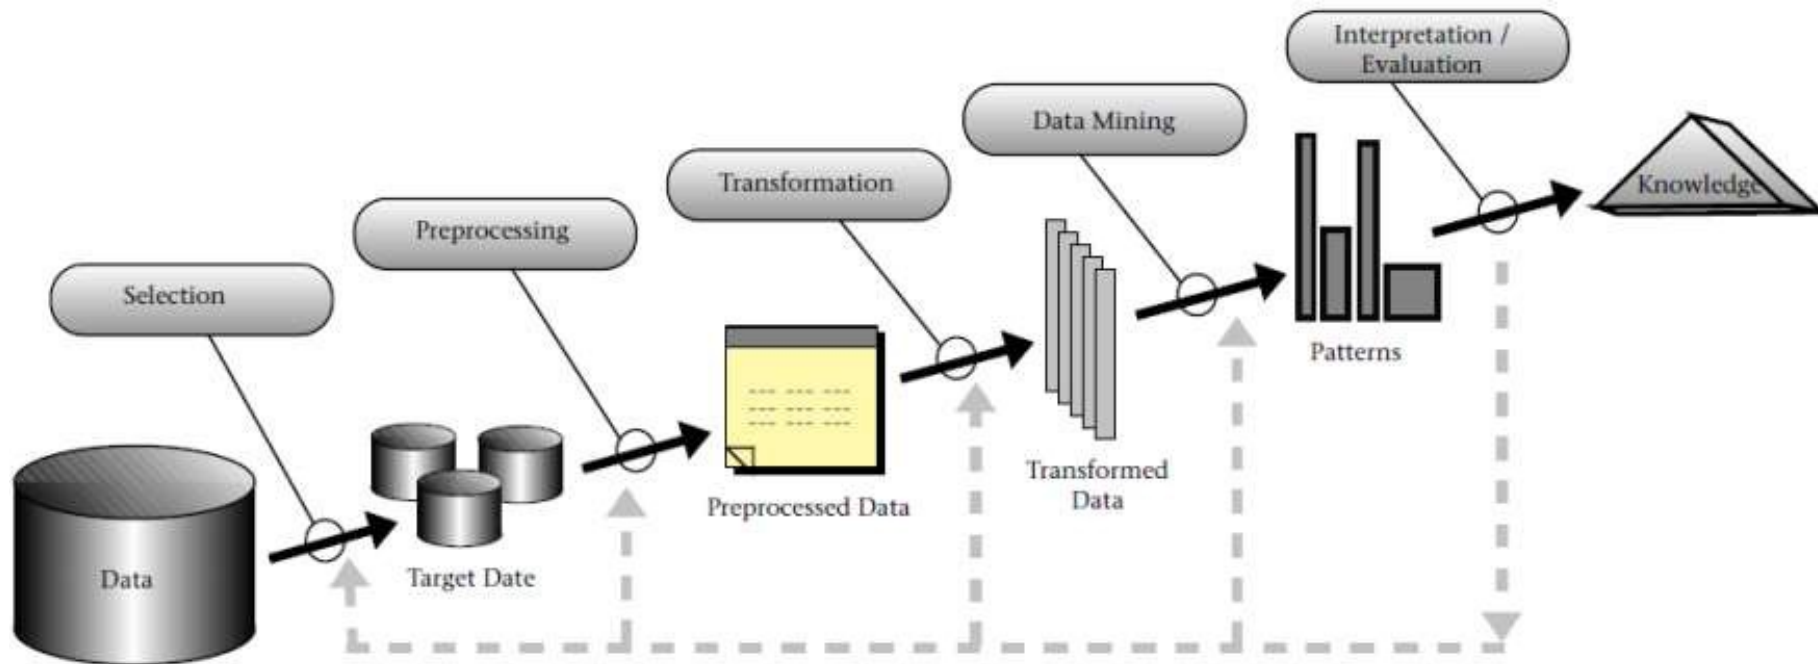 Interpretation /
Evaluation
Data Mining
Transformation
Knowledge
Preprocessing
Selection
Patterns
Transformed
Data
Preprocessed Data
Target Date
Data